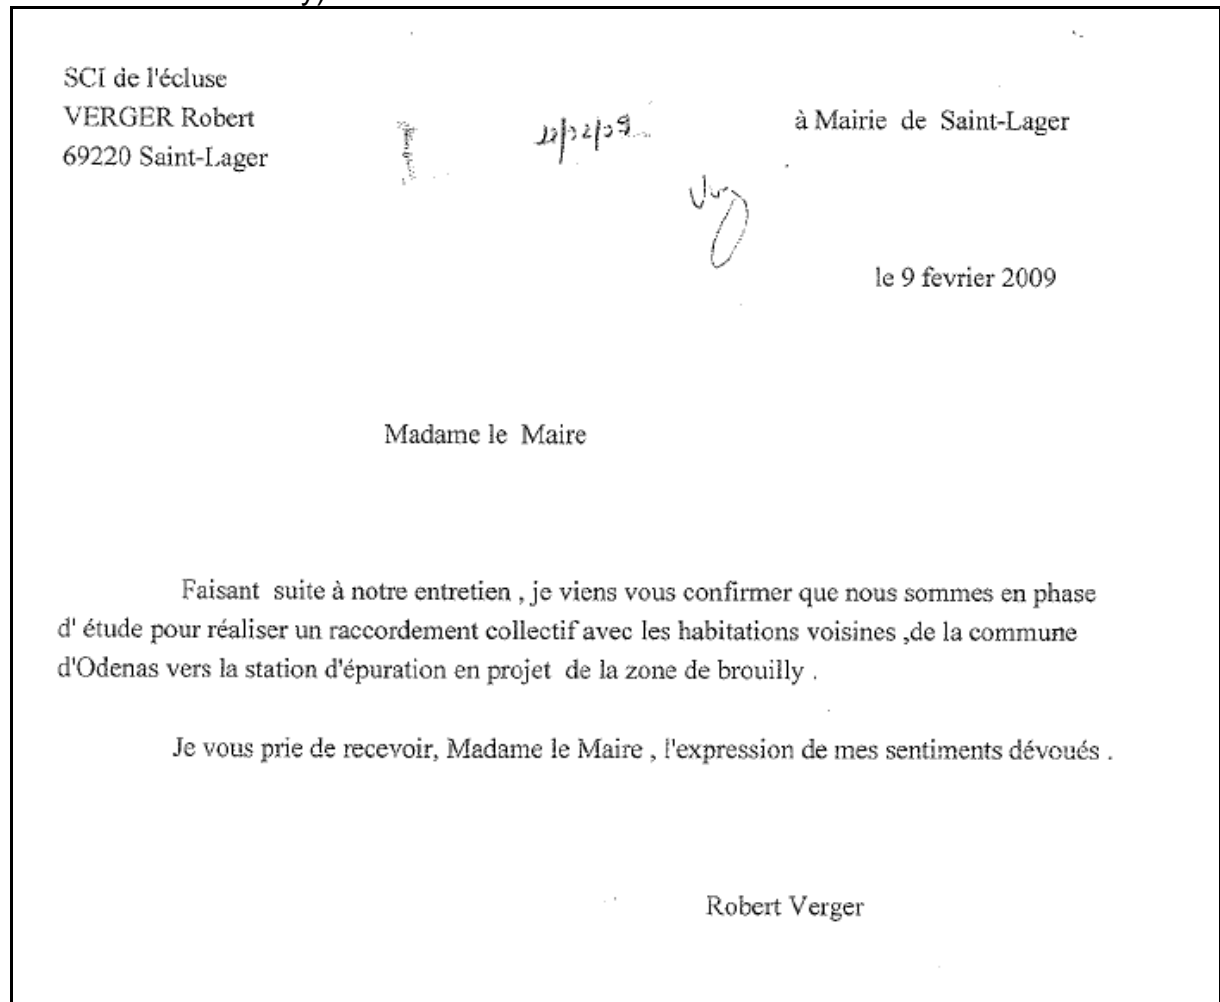 SCI de l'écluse
VERGER Robert
69220 Saint-Lager
à Mairie de Saint-Lager
le 9 fevrier 2009
Madame le Maire
Faisant suite à notre entretien , je viens vous confirmer que nous sommes en phase
d' étude pour réaliser un raccordement collectif avec les habitations voisines ,de la commune
d'Odenas vers la station d'épuration en projet de la zone de brouilly .
Je vous prie de recevoir, Madame le Maire , l'expression de mes sentiments dévoués .
Robert Verger